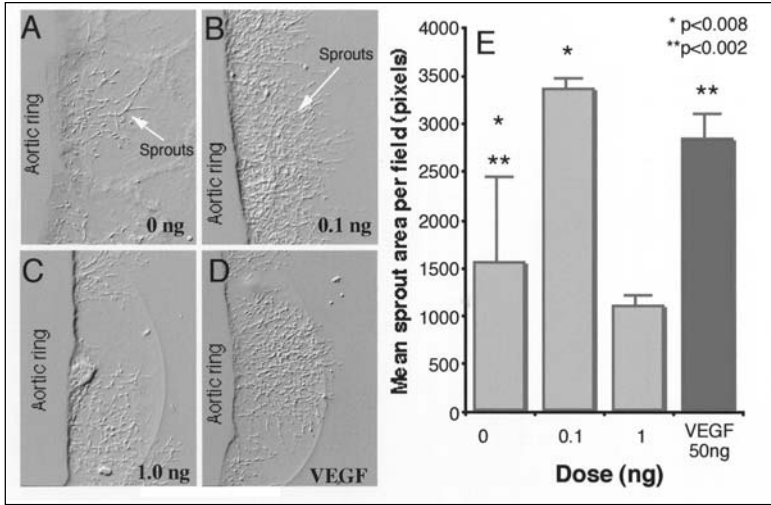 A
Aortic ring
Sprouts
0 ng
B
Aortic ring
Sprouts
0.1 ng
C
Aortic ring
1.0 ng
D
Aortic ring
VEGF
E
* p<0.008
**p<0.002
Mean sprout area per field (pixels)
4000
3500
3000
2500
2000
1500
1000
500
0
*
**
*
**
0
0.1
1
VEGF
50ng
Dose (ng)